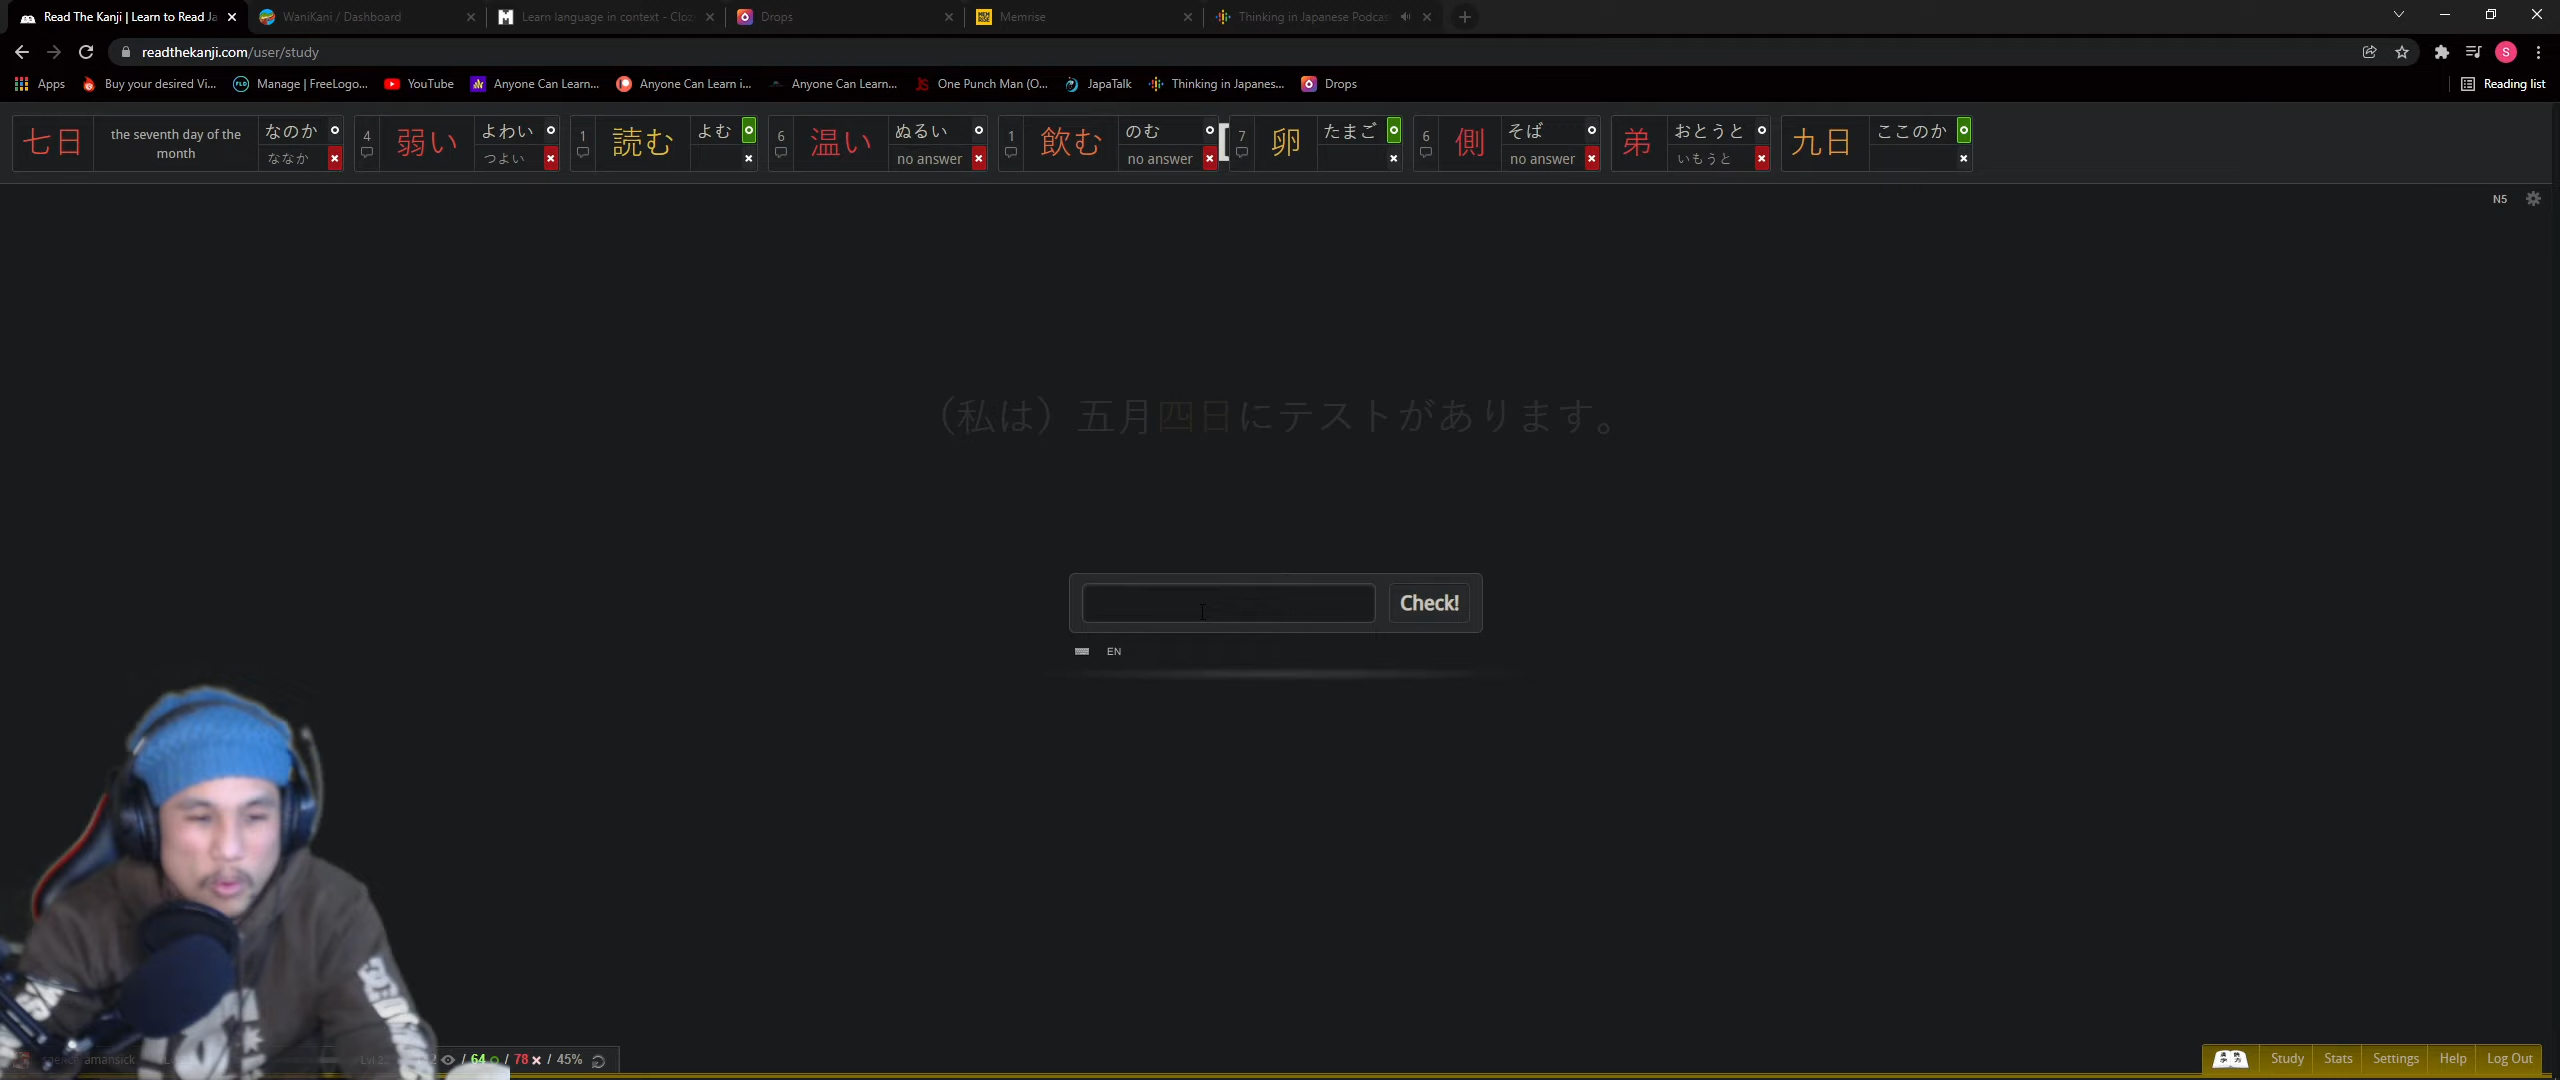 Read The Kanji | Learn to Read Ja
WaniKani / Dashboard
Learn language in context - Cloz
Drops
Memrise
Thinking in Japanese Podcas
readthekanji.com/user/study
Apps
Buy your desired Vi...
Manage | FreeLogo...
YouTube
Anyone Can Learn...
Anyone Can Learn i...
Anyone Can Learn...
One Punch Man (O...
JapaTalk
Thinking in Japanes...
Drops
Reading list
七日
the seventh day of the
month
なのか
ななか
4
弱い
よわい
つよい
1
読む
よむ
6
温い
ぬるい
no answer
1
飲む
のむ
no answer
7
卵
たまご
6
側
そば
no answer
弟
おとうと
いもうと
九日
ここのか
N5
（私は）五月四日にテストがあります。
Check!
EN
/ 64 / 78 / 45%
Study
Stats
Settings
Help
Log Out